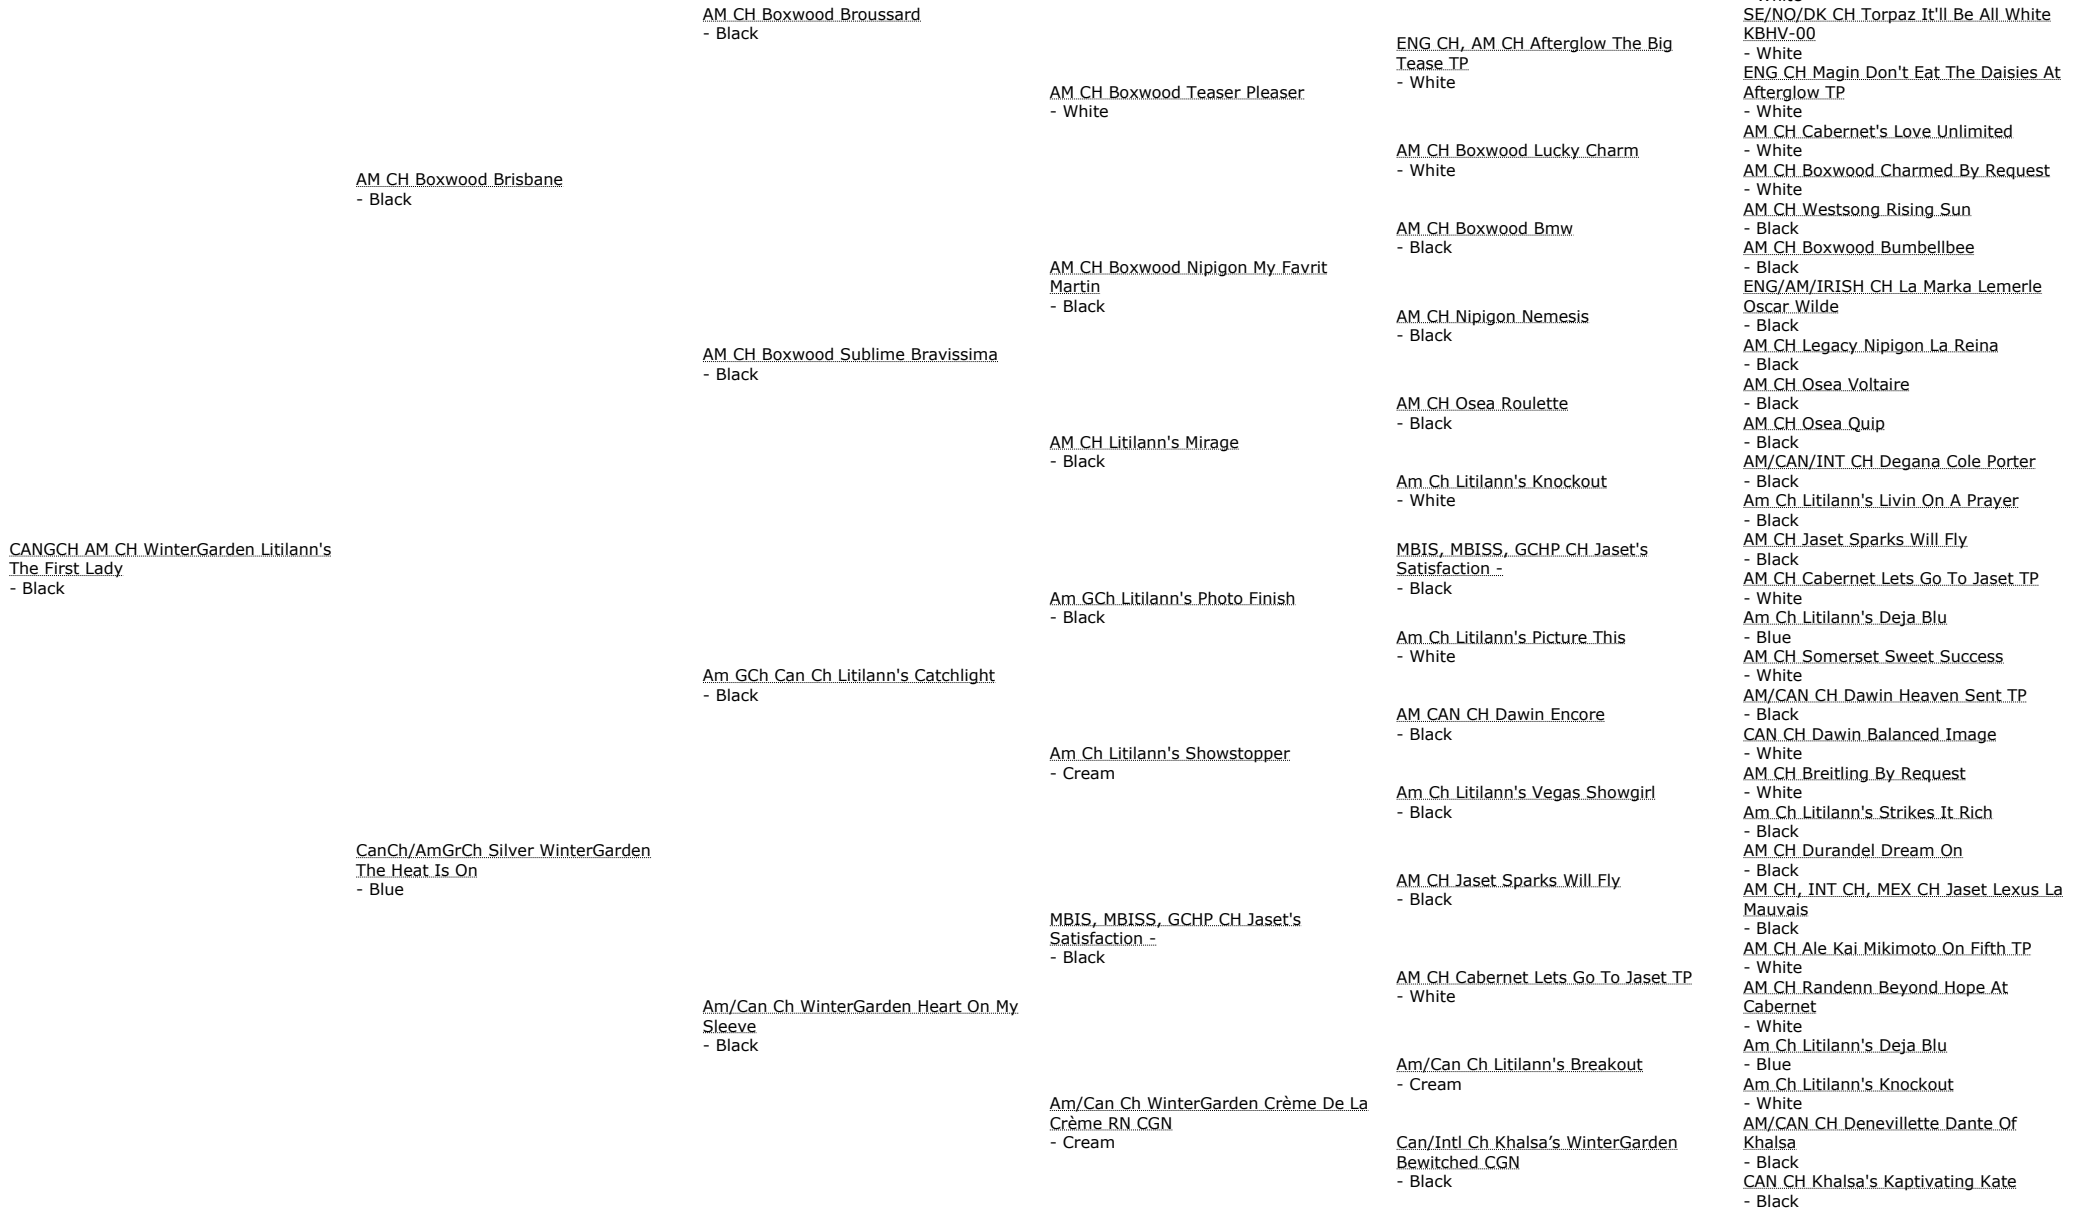 CANGCH AM CH WinterGarden Litilann's
The First Lady
- Black
AM CH Boxwood Brisbane
- Black
CanCh/AmGrCh Silver WinterGarden
The Heat Is On
- Blue
AM CH Boxwood Broussard
- Black
AM CH Boxwood Sublime Bravissima
- Black
Am GCh Can Ch Litilann's Catchlight
- Black
Am/Can Ch WinterGarden Heart On My
Sleeve
- Black
AM CH Boxwood Teaser Pleaser
- White
AM CH Boxwood Nipigon My Favrit
Martin
- Black
AM CH Litilann's Mirage
- Black
Am GCh Litilann's Photo Finish
- Black
Am Ch Litilann's Showstopper
- Cream
MBIS, MBISS, GCHP CH Jaset's
Satisfaction -
- Black
Am/Can Ch WinterGarden Crème De La
Crème RN CGN
- Cream
ENG CH, AM CH Afterglow The Big
Tease TP
- White
AM CH Boxwood Lucky Charm
- White
AM CH Boxwood Bmw
- Black
AM CH Nipigon Nemesis
- Black
AM CH Osea Roulette
- Black
Am Ch Litilann's Knockout
- White
MBIS, MBISS, GCHP CH Jaset's
Satisfaction -
- Black
Am Ch Litilann's Picture This
- White
AM CAN CH Dawin Encore
- Black
Am Ch Litilann's Vegas Showgirl
- Black
AM CH Jaset Sparks Will Fly
- Black
AM CH Cabernet Lets Go To Jaset TP
- White
Am/Can Ch Litilann's Breakout
- Cream
Can/Intl Ch Khalsa’s WinterGarden
Bewitched CGN
- Black
SE/NO/DK CH Torpaz It'll Be All White
KBHV-00
- White
ENG CH Magin Don't Eat The Daisies At
Afterglow TP
- White
AM CH Cabernet's Love Unlimited
- White
AM CH Boxwood Charmed By Request
- White
AM CH Westsong Rising Sun
- Black
AM CH Boxwood Bumbellbee
- Black
ENG/AM/IRISH CH La Marka Lemerle
Oscar Wilde
- Black
AM CH Legacy Nipigon La Reina
- Black
AM CH Osea Voltaire
- Black
AM CH Osea Quip
- Black
AM/CAN/INT CH Degana Cole Porter
- Black
Am Ch Litilann's Livin On A Prayer
- Black
AM CH Jaset Sparks Will Fly
- Black
AM CH Cabernet Lets Go To Jaset TP
- White
Am Ch Litilann's Deja Blu
- Blue
AM CH Somerset Sweet Success
- White
AM/CAN CH Dawin Heaven Sent TP
- Black
CAN CH Dawin Balanced Image
- White
AM CH Breitling By Request
- White
Am Ch Litilann's Strikes It Rich
- Black
AM CH Durandel Dream On
- Black
AM CH, INT CH, MEX CH Jaset Lexus La
Mauvais
- Black
AM CH Ale Kai Mikimoto On Fifth TP
- White
AM CH Randenn Beyond Hope At
Cabernet
- White
Am Ch Litilann's Deja Blu
- Blue
Am Ch Litilann's Knockout
- White
AM/CAN CH Denevillette Dante Of
Khalsa
- Black
CAN CH Khalsa's Kaptivating Kate
- Black